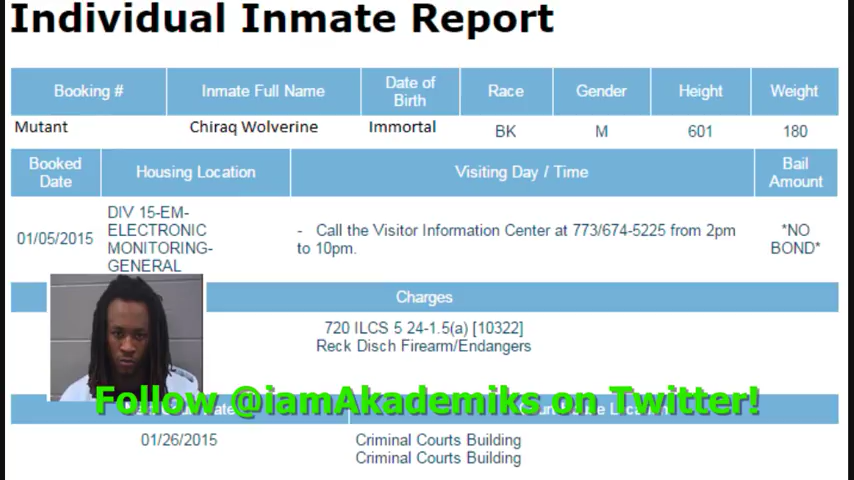 Individual Inmate Report
Booking # Inmate Full Name Date of Birth Race Gender Height Weight
Mutant Chiraq Wolverine Immortal BK M 601 180
Booked Date Housing Location Visiting Day / Time Bail Amount
01/05/2015
DIV 15-EM-
ELECTRONIC
MONITORING-
GENERAL
- Call the Visitor Information Center at 773/674-5225 from 2pm
to 10pm.
*NO
BOND*
Charges
720 ILCS 5 24-1.5(a) [10322]
Reck Disch Firearm/Endangers
Follow @iamAkademiks on Twitter!
01/26/2015
Criminal Courts Building
Criminal Courts Building